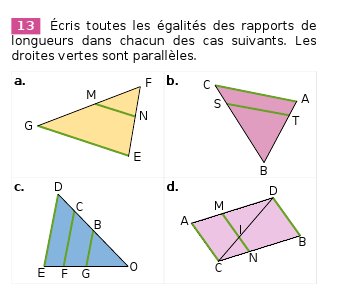 13 Écris toutes les égalités des rapports de
longueurs dans chacun des cas suivants. Les
droites vertes sont parallèles.
a.
F
M
N
G
E
b.
C
A
S
T
B
c.
D
C
B
E
F
G
O
d.
D
M
A
I
B
C
N